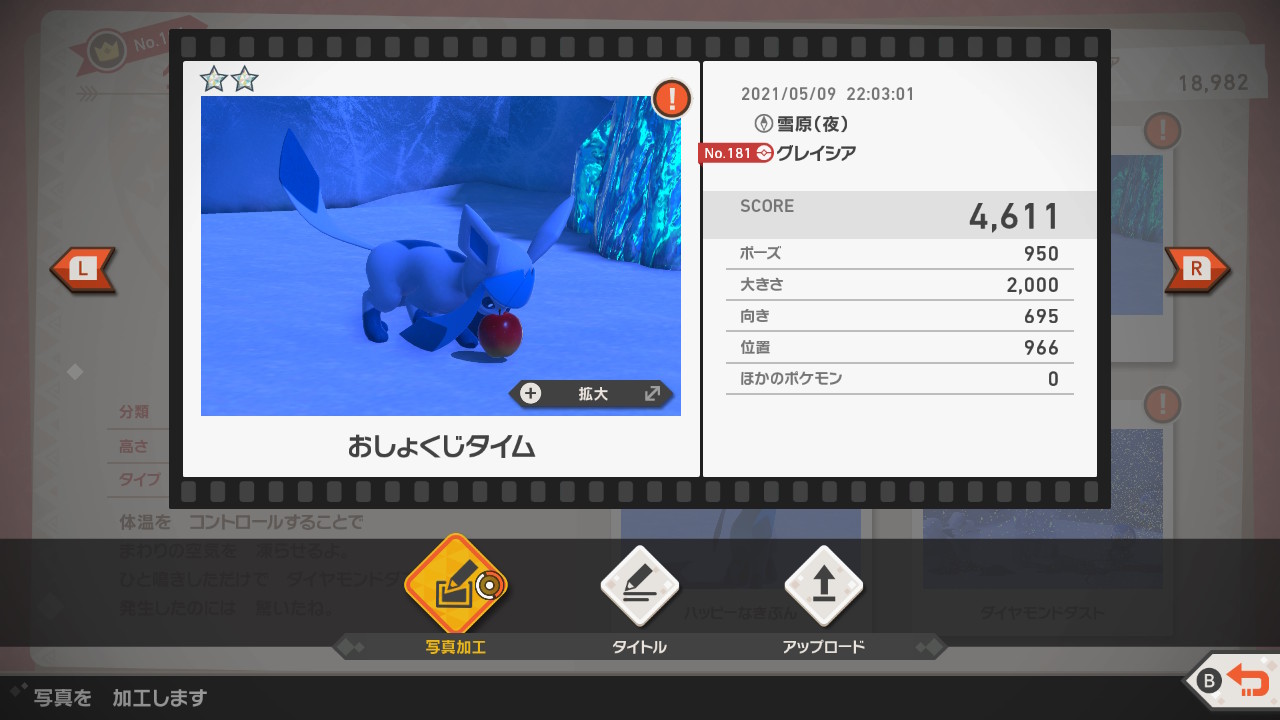 No.1
18,982
2021/05/09 22:03:01
雪原(夜)
No.181 グレイシア
SCORE 4,611
ポーズ 950
大きさ 2,000
向き 695
位置 966
ほかのポケモン 0
L
R
+ 拡大
おしょくじタイム
分類
高さ
タイプ
体温を コントロールすることで
まわりの空気を 凍らせるよ。
ひと噴きしただけで ダイヤモンドダ
発生したのには 驚いたね。
ハッピーなきぶん
ダイヤモンドダスト
写真加工
タイトル
アップロード
B
写真を 加工します